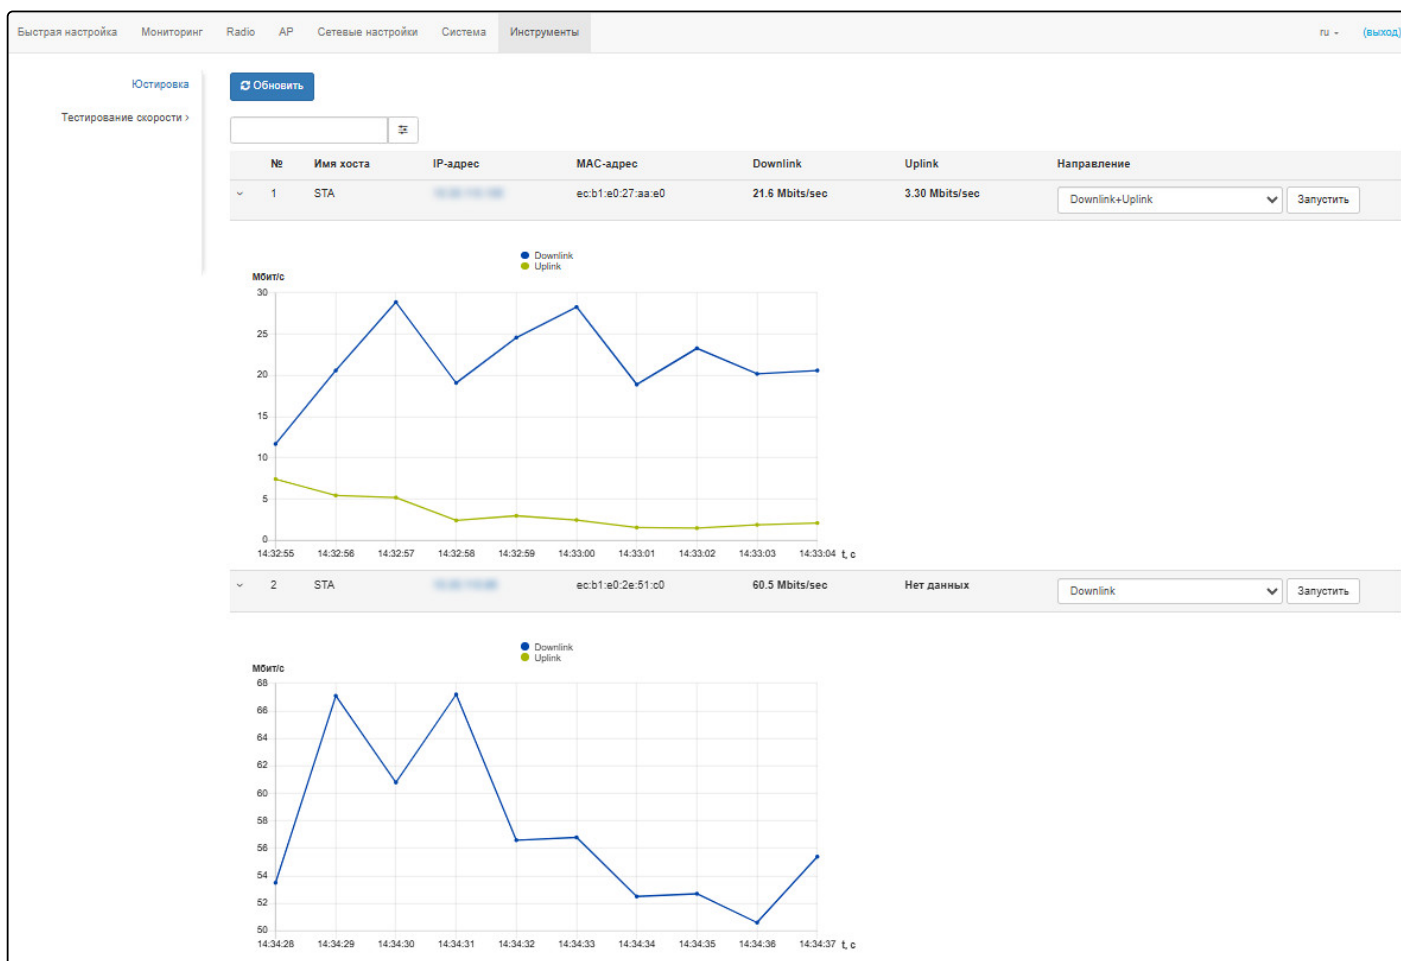 Быстрая настройка Мониторинг Radio AP Сетевые настройки Система Инструменты ru (выход)
Юстировка
Обновить
Тестирование скорости >
№ Имя хоста IP-адрес MAC-адрес Downlink Uplink Направление
1 STA ec:b1:e0:27:aa:e0 21.6 Mbits/sec 3.30 Mbits/sec Downlink+Uplink Запустить
Downlink
Uplink
Мбит/с
30
25
20
15
10
5
0
14:32:55 14:32:56 14:32:57 14:32:58 14:32:59 14:33:00 14:33:01 14:33:02 14:33:03 14:33:04 t, c
2 STA ec:b1:e0:2e:51:c0 60.5 Mbits/sec Нет данных Downlink Запустить
Downlink
Uplink
Мбит/с
68
66
64
62
60
58
56
54
52
50
14:34:28 14:34:29 14:34:30 14:34:31 14:34:32 14:34:33 14:34:34 14:34:35 14:34:36 14:34:37 t, c